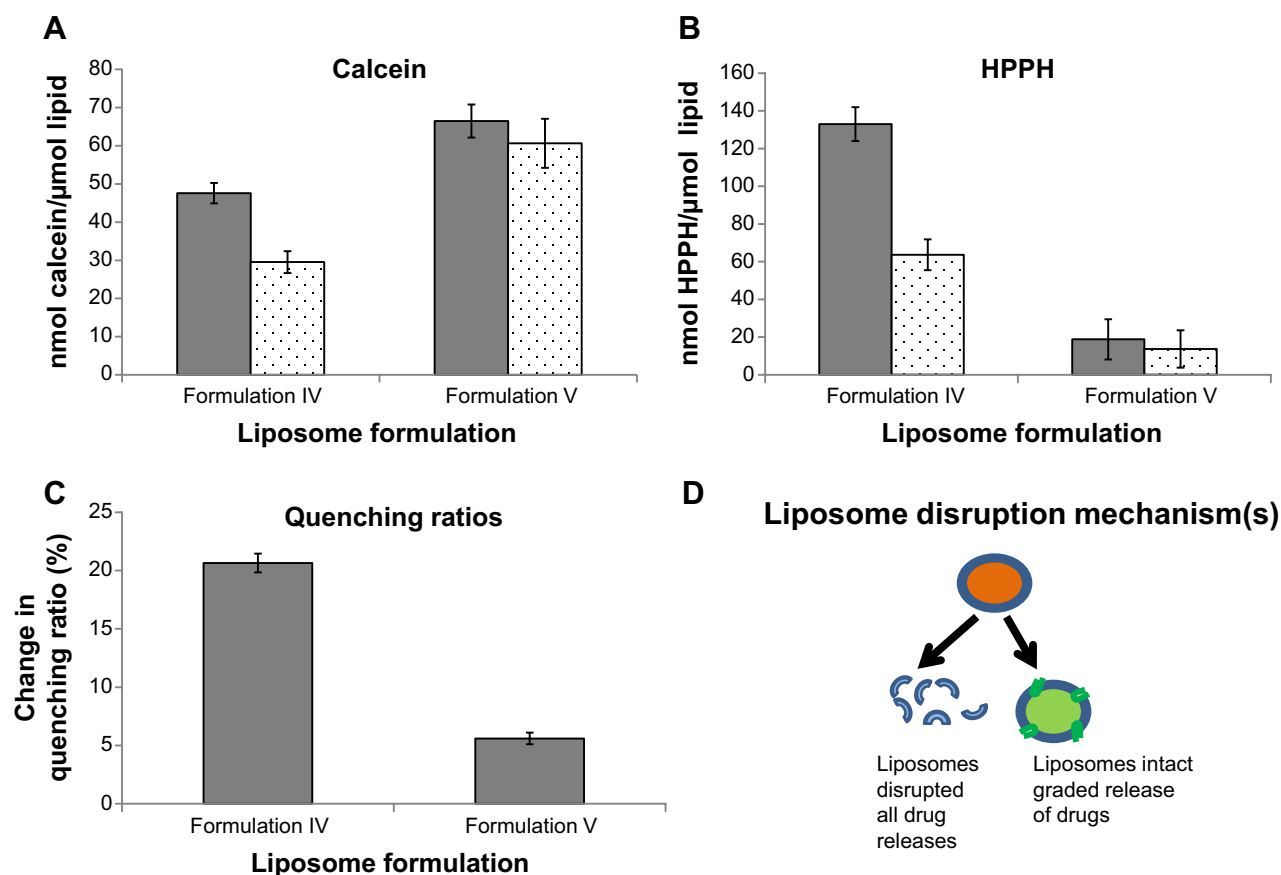 A
Calcein
nmol calcein/μmol lipid
80
70
60
50
40
30
20
10
0
Formulation IV
Formulation V
Liposome formulation
B
HPPH
nmol HPPH/μmol lipid
160
140
120
100
80
60
40
20
0
Formulation IV
Formulation V
Liposome formulation
C
Quenching ratios
Change in
quenching ratio (%)
25
20
15
10
5
0
Formulation IV
Formulation V
Liposome formulation
D
Liposome disruption mechanism(s)
Liposomes
disrupted
all drug
releases
Liposomes intact
graded release
of drugs